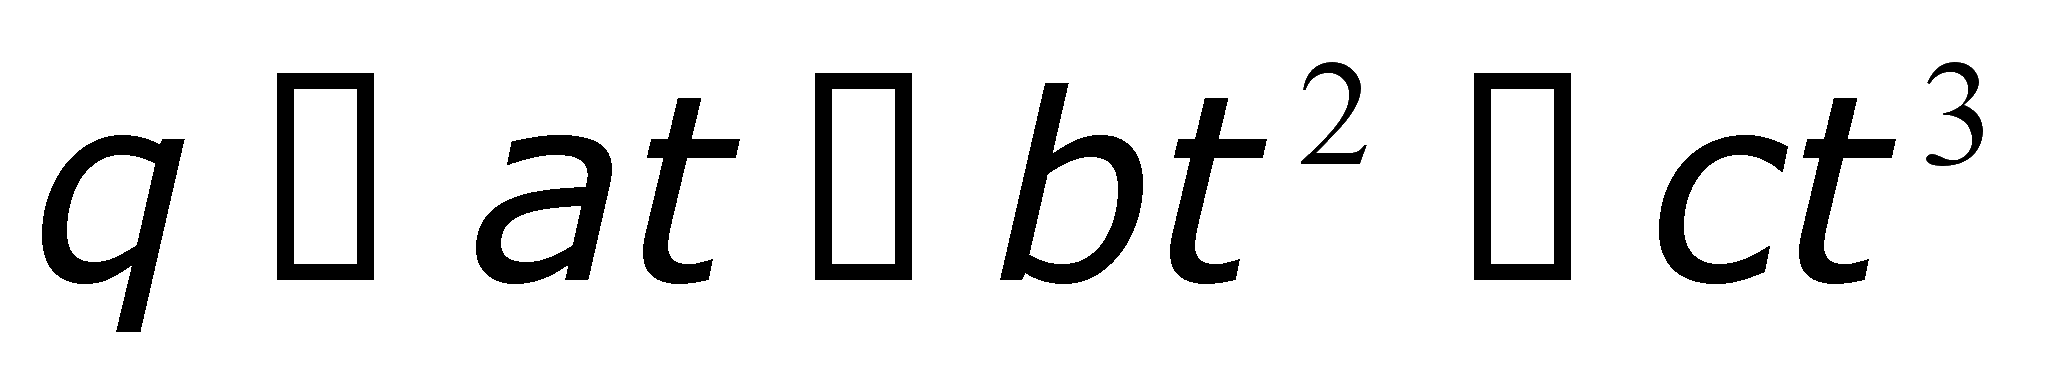 q ▯ at ▯ bt² ▯ ct³